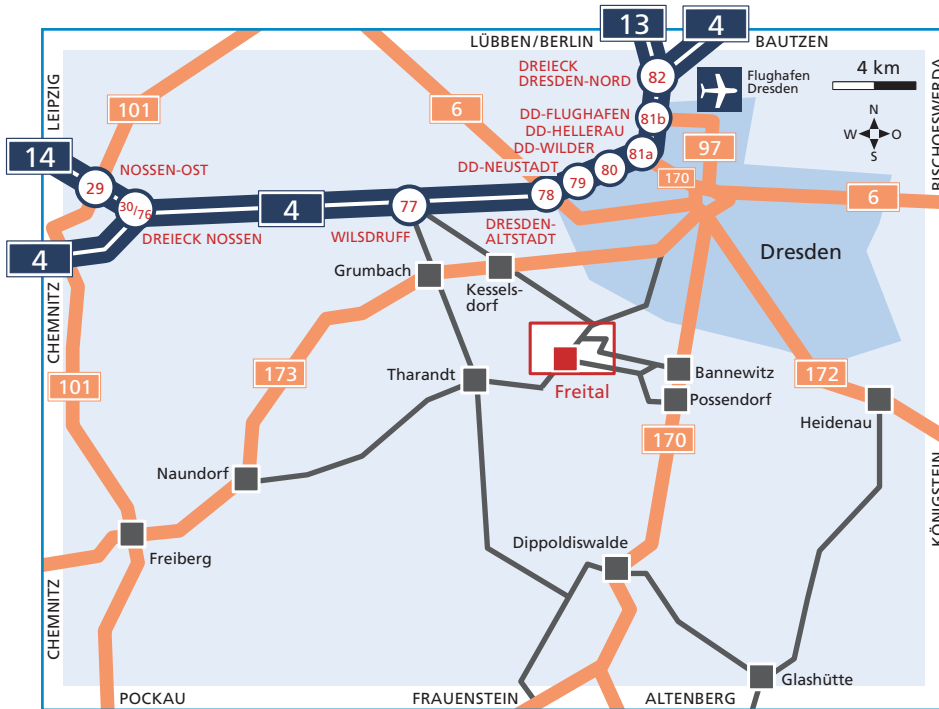 13
4
LÜBBEN/BERLIN
BAUTZEN
LEIPZIG
DREIECK
DRESDEN-NORD
82
Flughafen
Dresden
4 km
N
W
O
S
BISCHOFSWERDA
101
6
DD-FLUGHAFEN
81b
DD-HELLERAU
DD-WILDER
81a
97
14
NOSSEN-OST
29
DD-NEUSTADT
80
79
170
30/76
4
77
78
6
DREIECK NOSSEN
WILSDRUFF
DRESDEN-
ALTSTADT
4
Dresden
Grumbach
Kessels-
dorf
CHEMNITZ
101
173
Tharandt
Freital
Bannewitz
Possendorf
172
Heidenau
170
Naundorf
KÖNIGSTEIN
Freiberg
Dippoldiswalde
CHEMNITZ
Glashütte
POCKAU
FRAUENSTEIN
ALTENBERG